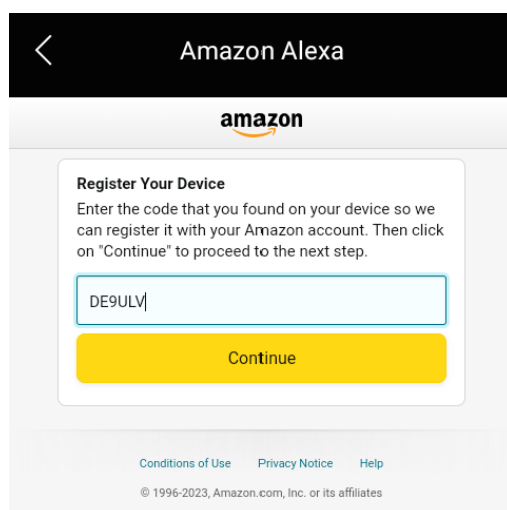 Amazon Alexa
amazon
Register Your Device
Enter the code that you found on your device so we
can register it with your Amazon account. Then click
on "Continue" to proceed to the next step.
DE9ULV
Continue
Conditions of Use Privacy Notice Help
© 1996-2023, Amazon.com, Inc. or its affiliates